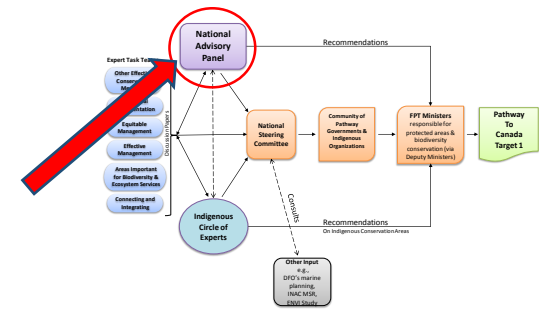 National
Advisory
Panel
Recommendations
Expert Task
Other
Conser
Equitable
Management
Effective
Management
Areas Important
for Biodiversity &
Ecosystem Services
Connecting and
Integrating
Discussion Papers
National
Steering
Committee
Community of
Pathway
Governments &
Indigenous
Organizations
FPT Ministers
responsible for
protected areas &
biodiversity
conservation (via
Deputy Ministers)
Pathway
To
Canada
Target 1
Indigenous
Circle of
Experts
Recommendations
On Indigenous Conservation Areas
Consults
Other Input
e.g.,
DFO's marine
planning,
INAC MSR,
ENVI Study